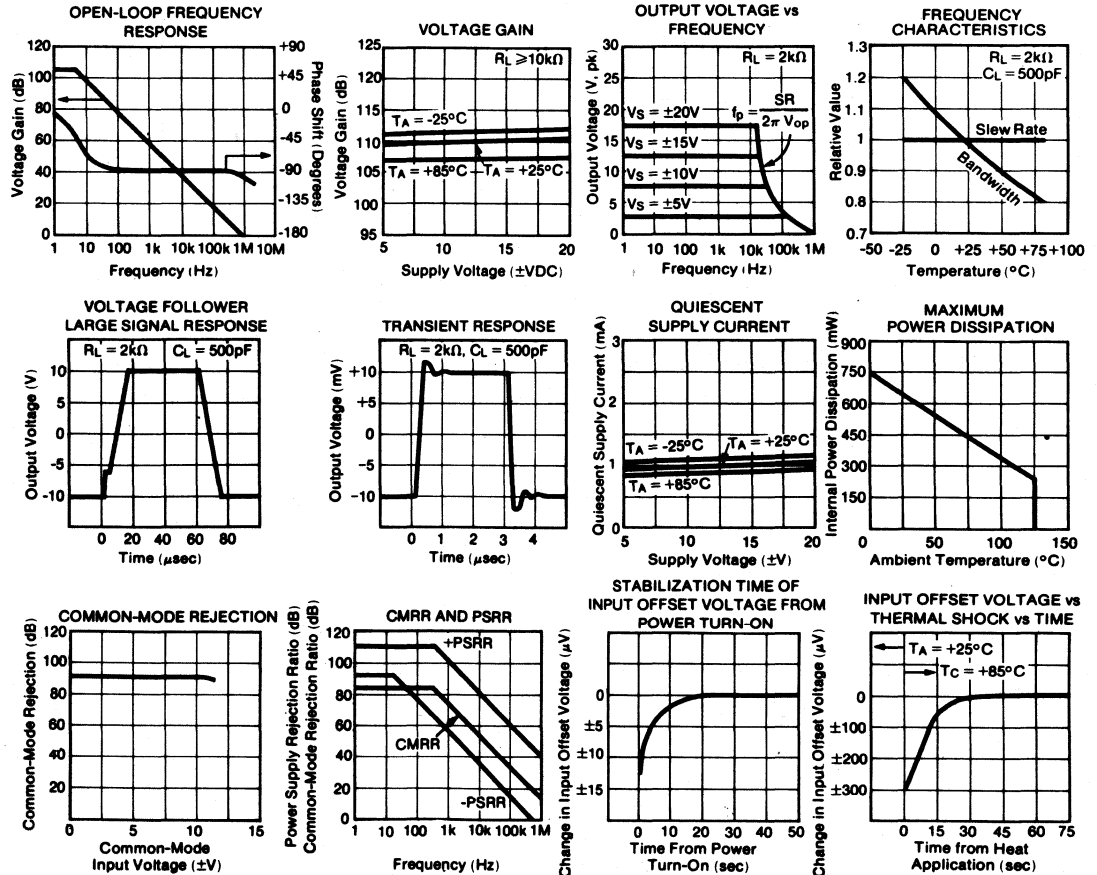 OPEN-LOOP FREQUENCY
RESPONSE
Voltage Gain (dB)
120
100
80
60
40
20
0
+90
+45
0
-45
-90
-135
-180
Phase Shift (Degrees)
1 10 100 1k 10k 100k 1M 10M
Frequency (Hz)
VOLTAGE GAIN
RL ≥10kΩ
Voltage Gain (dB)
125
120
115
110
105
100
95
TA = -25°C
TA = +85°C
TA = +25°C
5 10 15 20
Supply Voltage (±VDC)
OUTPUT VOLTAGE vs
FREQUENCY
RL = 2kΩ
Output Voltage (V, pk)
30
25
20
15
10
5
0
VS = ±20V
VS = ±15V
VS = ±10V
VS = ±5V
fp = SR
2π Vop
1 10 100 1k 10k 100k 1M
Frequency (Hz)
FREQUENCY
CHARACTERISTICS
RL = 2kΩ
CL = 500pF
Relative Value
1.3
1.2
1.1
1
0.9
0.8
0.7
Slew Rate
Bandwidth
-50 -25 0 +25 +50 +75 +100
Temperature (°C)
VOLTAGE FOLLOWER
LARGE SIGNAL RESPONSE
RL = 2kΩ CL = 500pF
Output Voltage (V)
10
5
0
-5
-10
0 20 40 60 80
Time (μsec)
TRANSIENT RESPONSE
RL = 2kΩ, CL = 500pF
Output Voltage (mV)
+10
+5
0
-5
-10
0 1 2 3 4
Time (μsec)
QUIESCENT
SUPPLY CURRENT
Quiescent Supply Current (mA)
3
2
1
0
TA = -25°C
TA = +25°C
TA = +85°C
5 10 15 20
Supply Voltage (±V)
MAXIMUM
POWER DISSIPATION
Internal Power Dissipation (mW)
900
750
600
450
300
150
0 50 100 150
Ambient Temperature (°C)
COMMON-MODE REJECTION
Common-Mode Rejection (dB)
120
100
80
60
40
20
0 5 10 15
Common-Mode
Input Voltage (±V)
CMRR AND PSRR
Power Supply Rejection Ratio (dB)
Common-Mode Rejection Ratio (dB)
120
100
80
60
40
20
0
+PSRR
CMRR
-PSRR
1 10 100 1k 10k 100k 1M
Frequency (Hz)
STABILIZATION TIME OF
INPUT OFFSET VOLTAGE FROM
POWER TURN-ON
Change in Input Offset Voltage (μV)
0
±5
±10
±15
0 10 20 30 40 50
Time From Power
Turn-On (sec)
INPUT OFFSET VOLTAGE vs
THERMAL SHOCK vs TIME
TA = +25°C
TC = +85°C
Change in Input Offset Voltage (μV)
0
±100
±200
±300
0 15 30 45 60 75
Time from Heat
Application (sec)